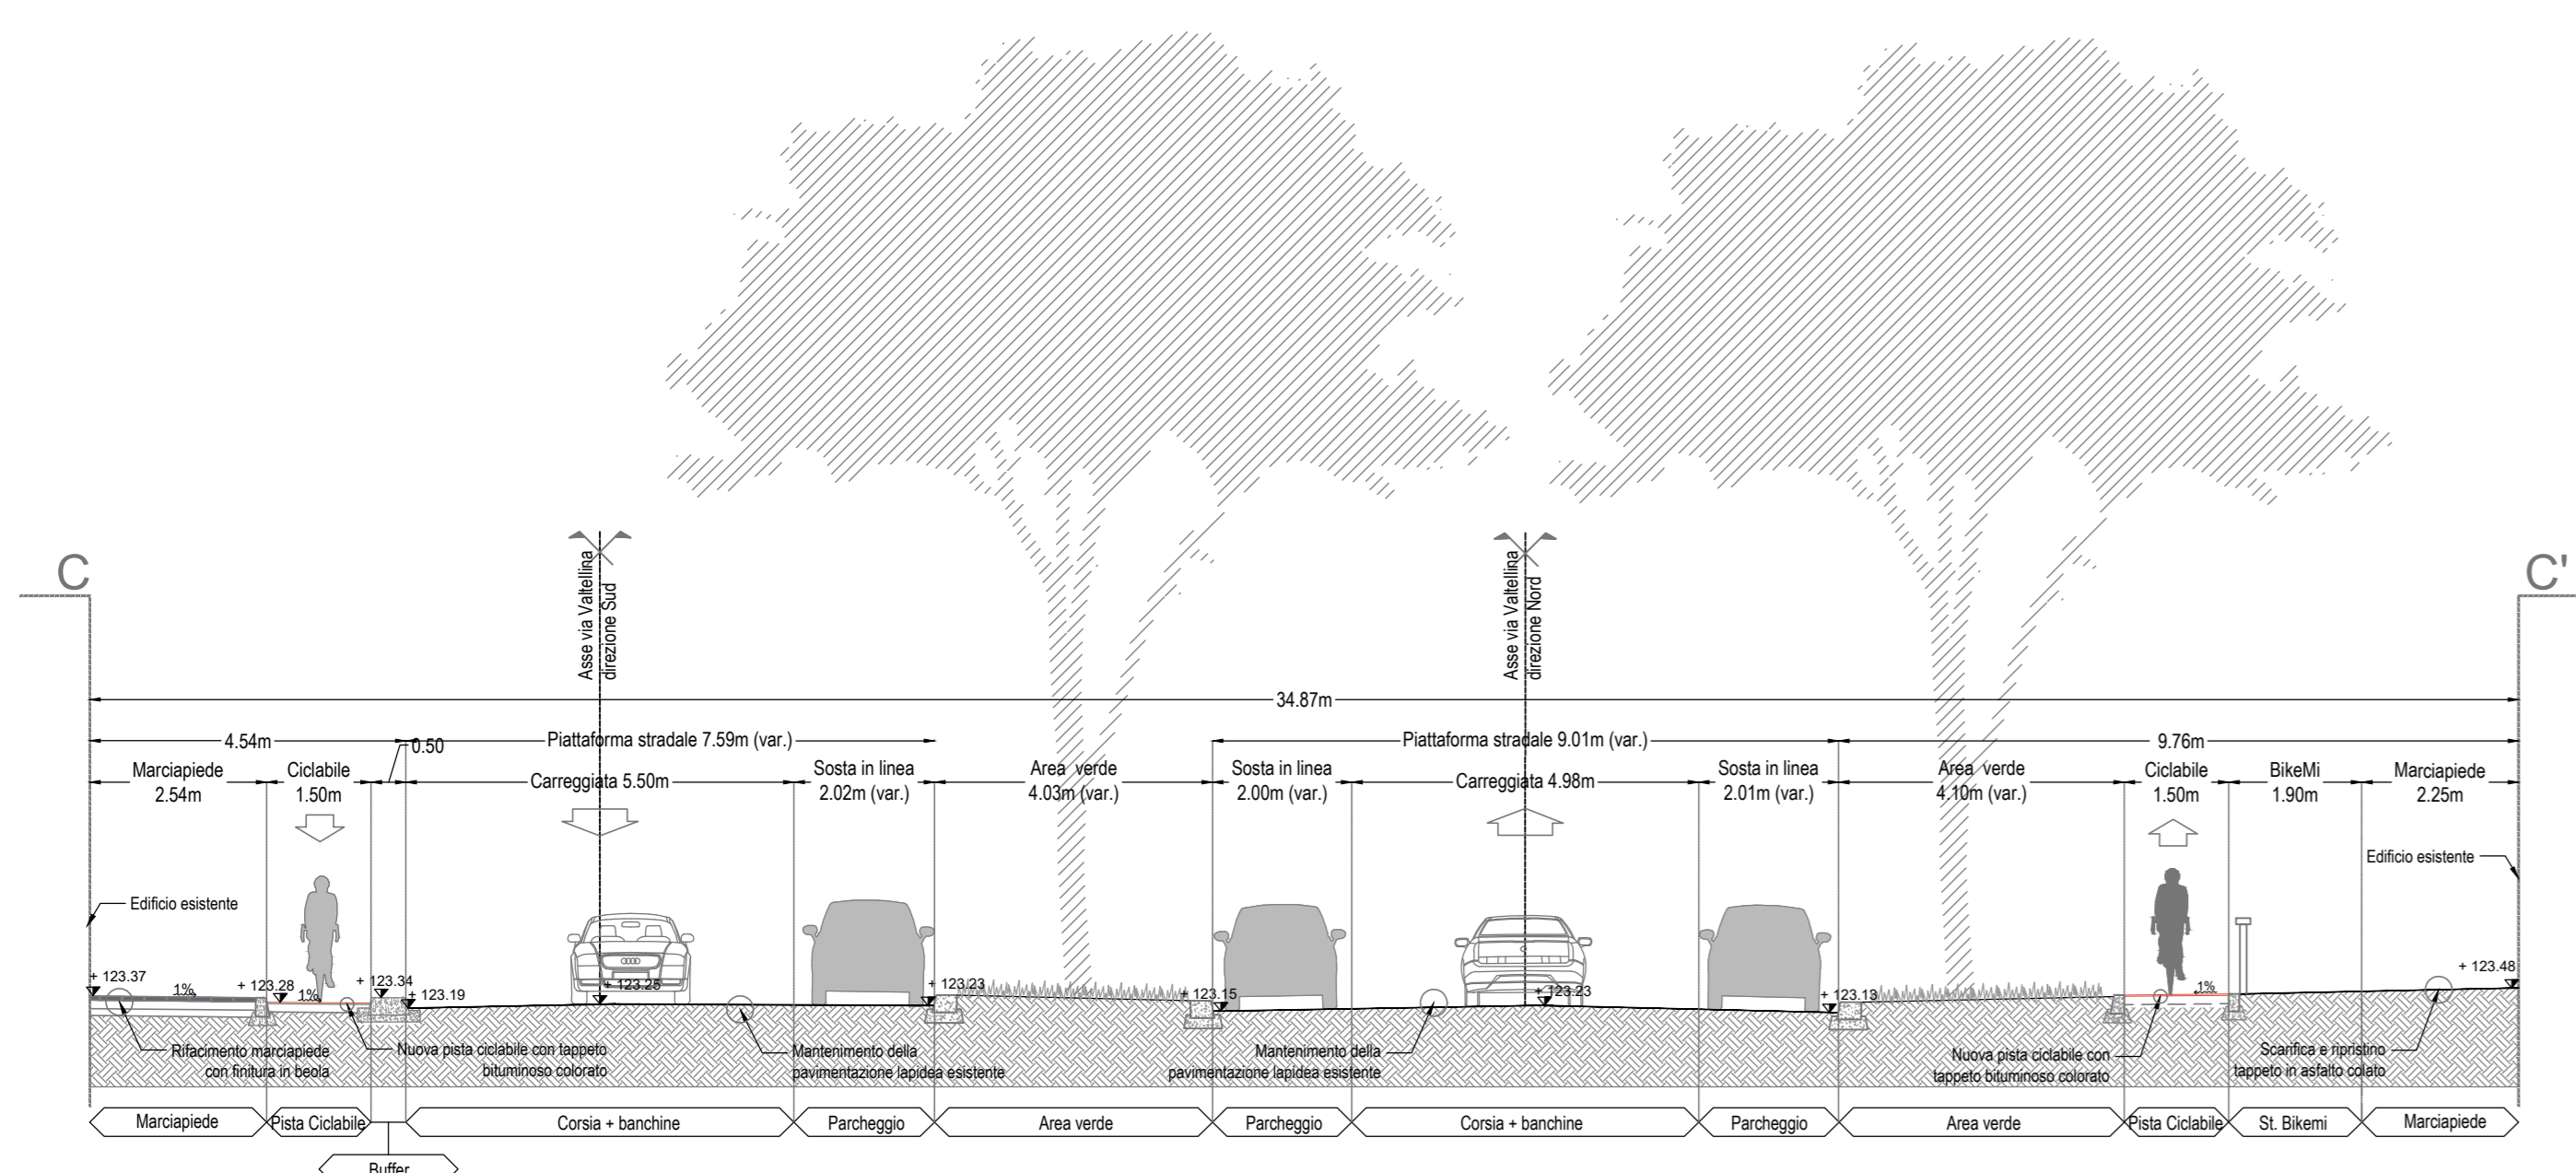 C
C'
Asse via Valtellina
direzione Sud
Asse via Valtellina
direzione Nord
34.87m
4.54m
0.50
Piattaforma stradale 7.59m (var.)
Piattaforma stradale 9.01m (var.)
9.76m
Marciapiede
2.54m
Ciclabile
1.50m
Carreggiata 5.50m
Sosta in linea
2.02m (var.)
Area verde
4.03m (var.)
Sosta in linea
2.00m (var.)
Carreggiata 4.98m
Sosta in linea
2.01m (var.)
Area verde
4.10m (var.)
Ciclabile
1.50m
BikeMi
1.90m
Marciapiede
2.25m
Edificio esistente
Edificio esistente
+ 123.37
1%
+ 123.28
1%
+ 123.34
+ 123.19
+ 123.25
+ 123.23
+ 123.15
+ 123.23
+ 123.13
1%
+ 123.48
Rifacimento marciapiede
con finitura in beola
Nuova pista ciclabile con tappeto
bituminoso colorato
Mantenimento della
pavimentazione lapidea esistente
Mantenimento della
pavimentazione lapidea esistente
Nuova pista ciclabile con
tappeto bituminoso colorato
Scarifica e ripristino
tappeto in asfalto colato
Marciapiede
Pista Ciclabile
Corsia + banchine
Parcheggio
Area verde
Parcheggio
Corsia + banchine
Parcheggio
Area verde
Pista Ciclabile
St. Bikemi
Marciapiede
Buffer